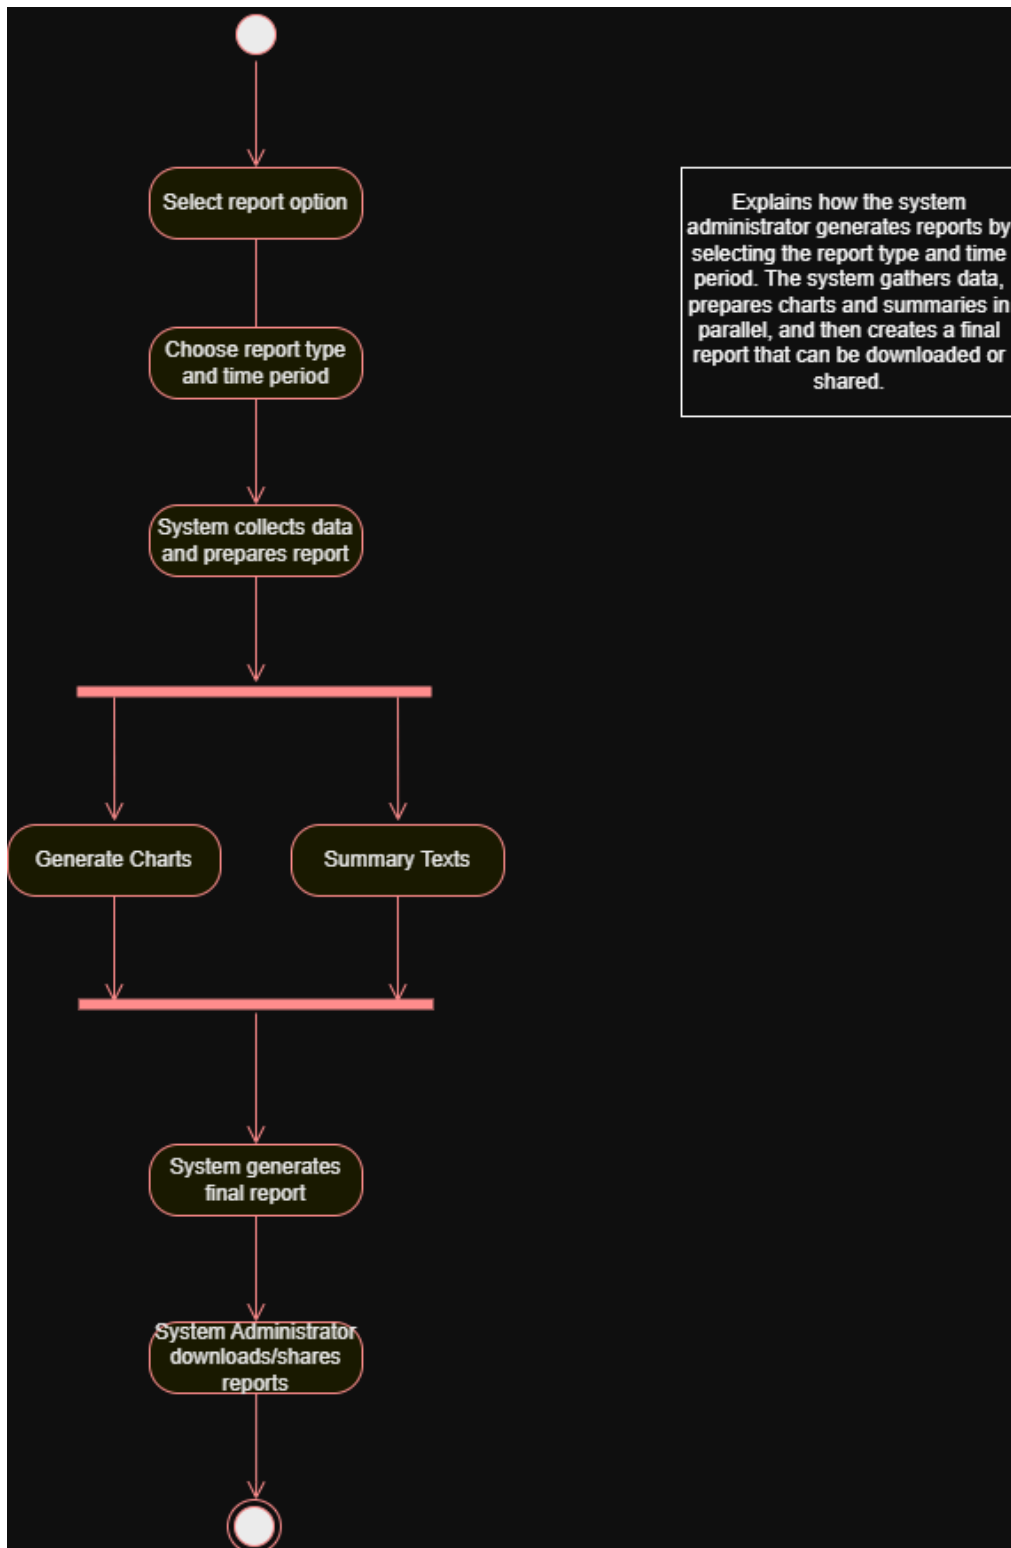 Select report option
Explains how the system
administrator generates reports by
selecting the report type and time
period. The system gathers data,
prepares charts and summaries in
parallel, and then creates a final
report that can be downloaded or
shared.
Choose report type
and time period
System collects data
and prepares report
Generate Charts
Summary Texts
System generates
final report
System Administrator
downloads/shares
reports